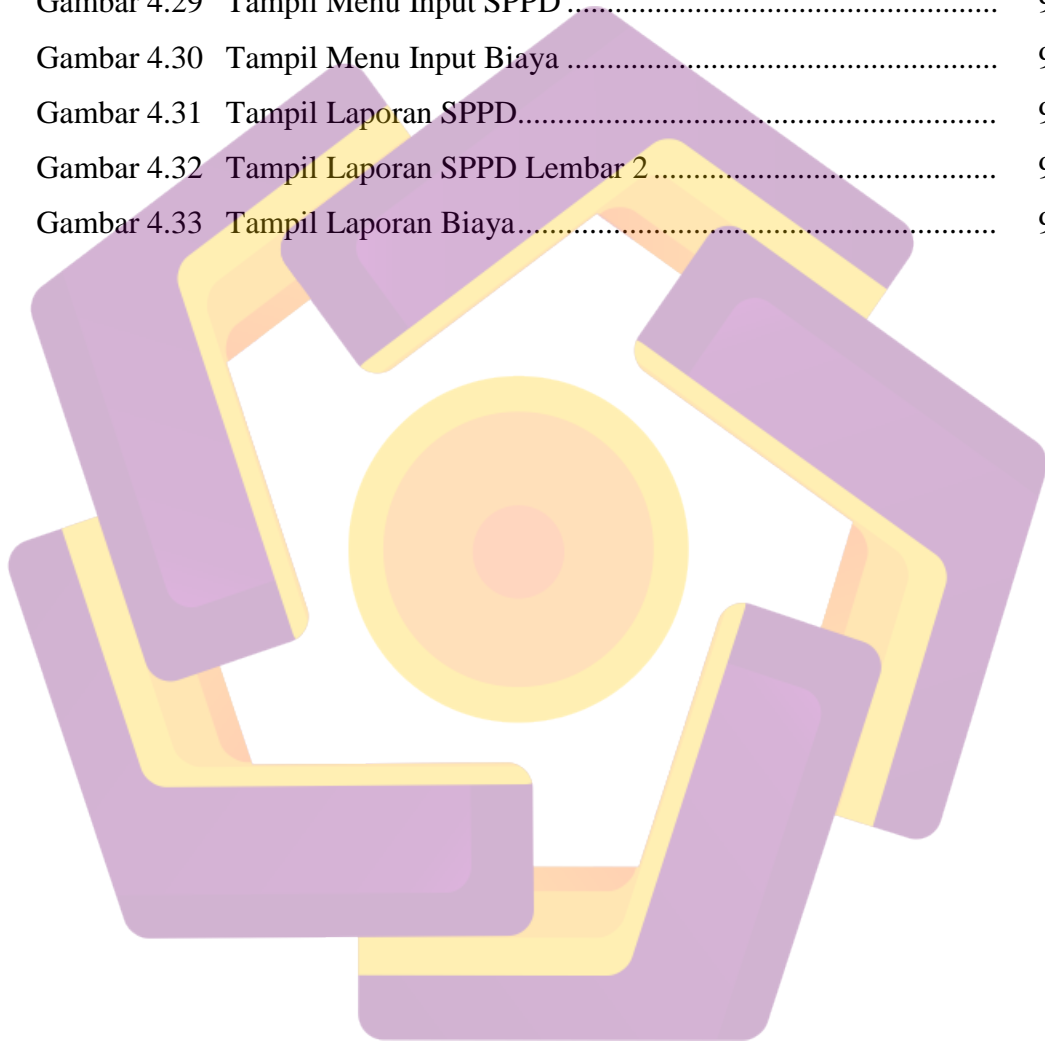 Gambar 4.29 Tampil Menu Input SPPD ................................................... 9
Gambar 4.30 Tampil Menu Input Biaya ................................................... 9
Gambar 4.31 Tampil Laporan SPPD......................................................... 9
Gambar 4.32 Tampil Laporan SPPD Lembar 2 ........................................ 9
Gambar 4.33 Tampil Laporan Biaya......................................................... 9